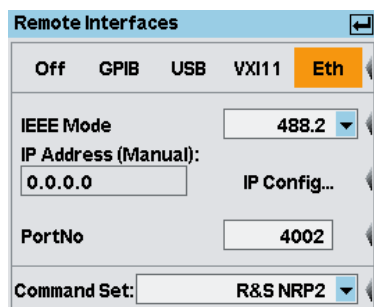 Remote Interfaces
Off GPIB USB VXI11 Eth
IEEE Mode 488.2
IP Address (Manual):
0.0.0.0 IP Config...
PortNo 4002
Command Set: R&S NRP2